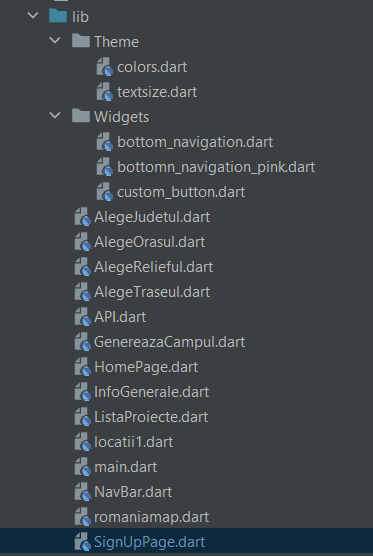 lib
Theme
colors.dart
textsize.dart
Widgets
bottom_navigation.dart
bottomn_navigation_pink.dart
custom_button.dart
AlegeJudetul.dart
AlegeOrasul.dart
AlegeRelieful.dart
AlegeTraseul.dart
API.dart
GenereazaCampul.dart
HomePage.dart
InfoGenerale.dart
ListaProiecte.dart
locatii1.dart
main.dart
NavBar.dart
romaniamap.dart
SignUpPage.dart